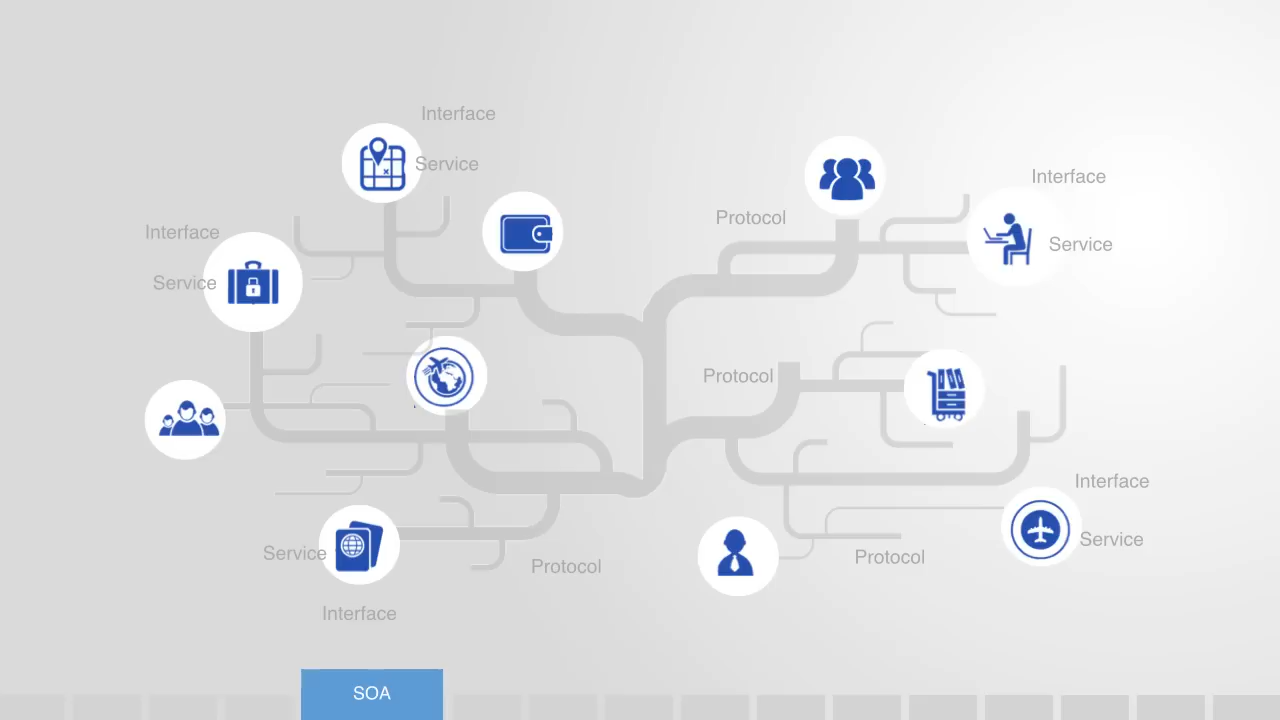 Interface
Service
Interface
Service
Protocol
Interface
Service
Protocol
Interface
Service
Service
Interface
Protocol
Protocol
SOA